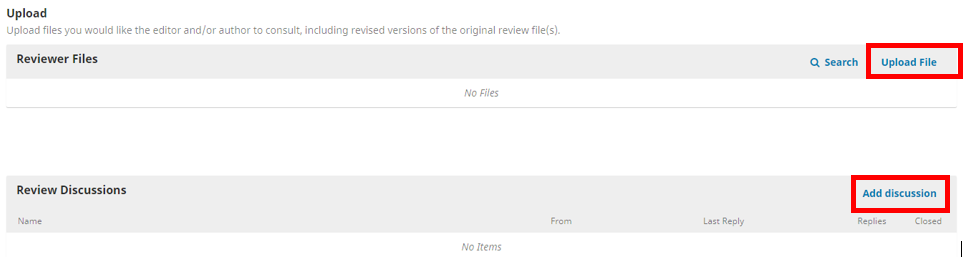 Upload
Upload files you would like the editor and/or author to consult, including revised versions of the original review file(s).
Reviewer Files Search Upload File
No Files
Review Discussions Add discussion
Name From Last Reply Replies Closed
No Items